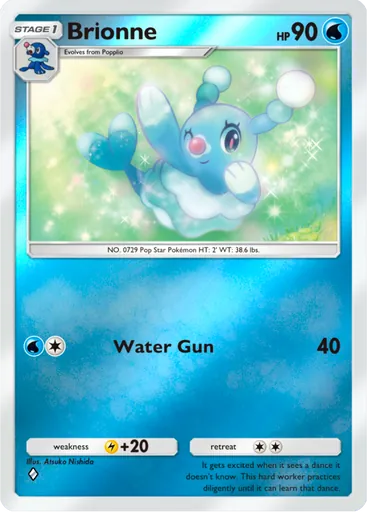 STAGE 1
Brionne
HP 90
Evolves from Popplio
NO. 0729 Pop Star Pokémon HT: 2' WT: 38.6 lbs.
Water Gun 40
weakness +20
retreat
Illus. Atsuko Nishida
It gets excited when it sees a dance it
doesn't know. This hard worker practices
diligently until it can learn that dance.